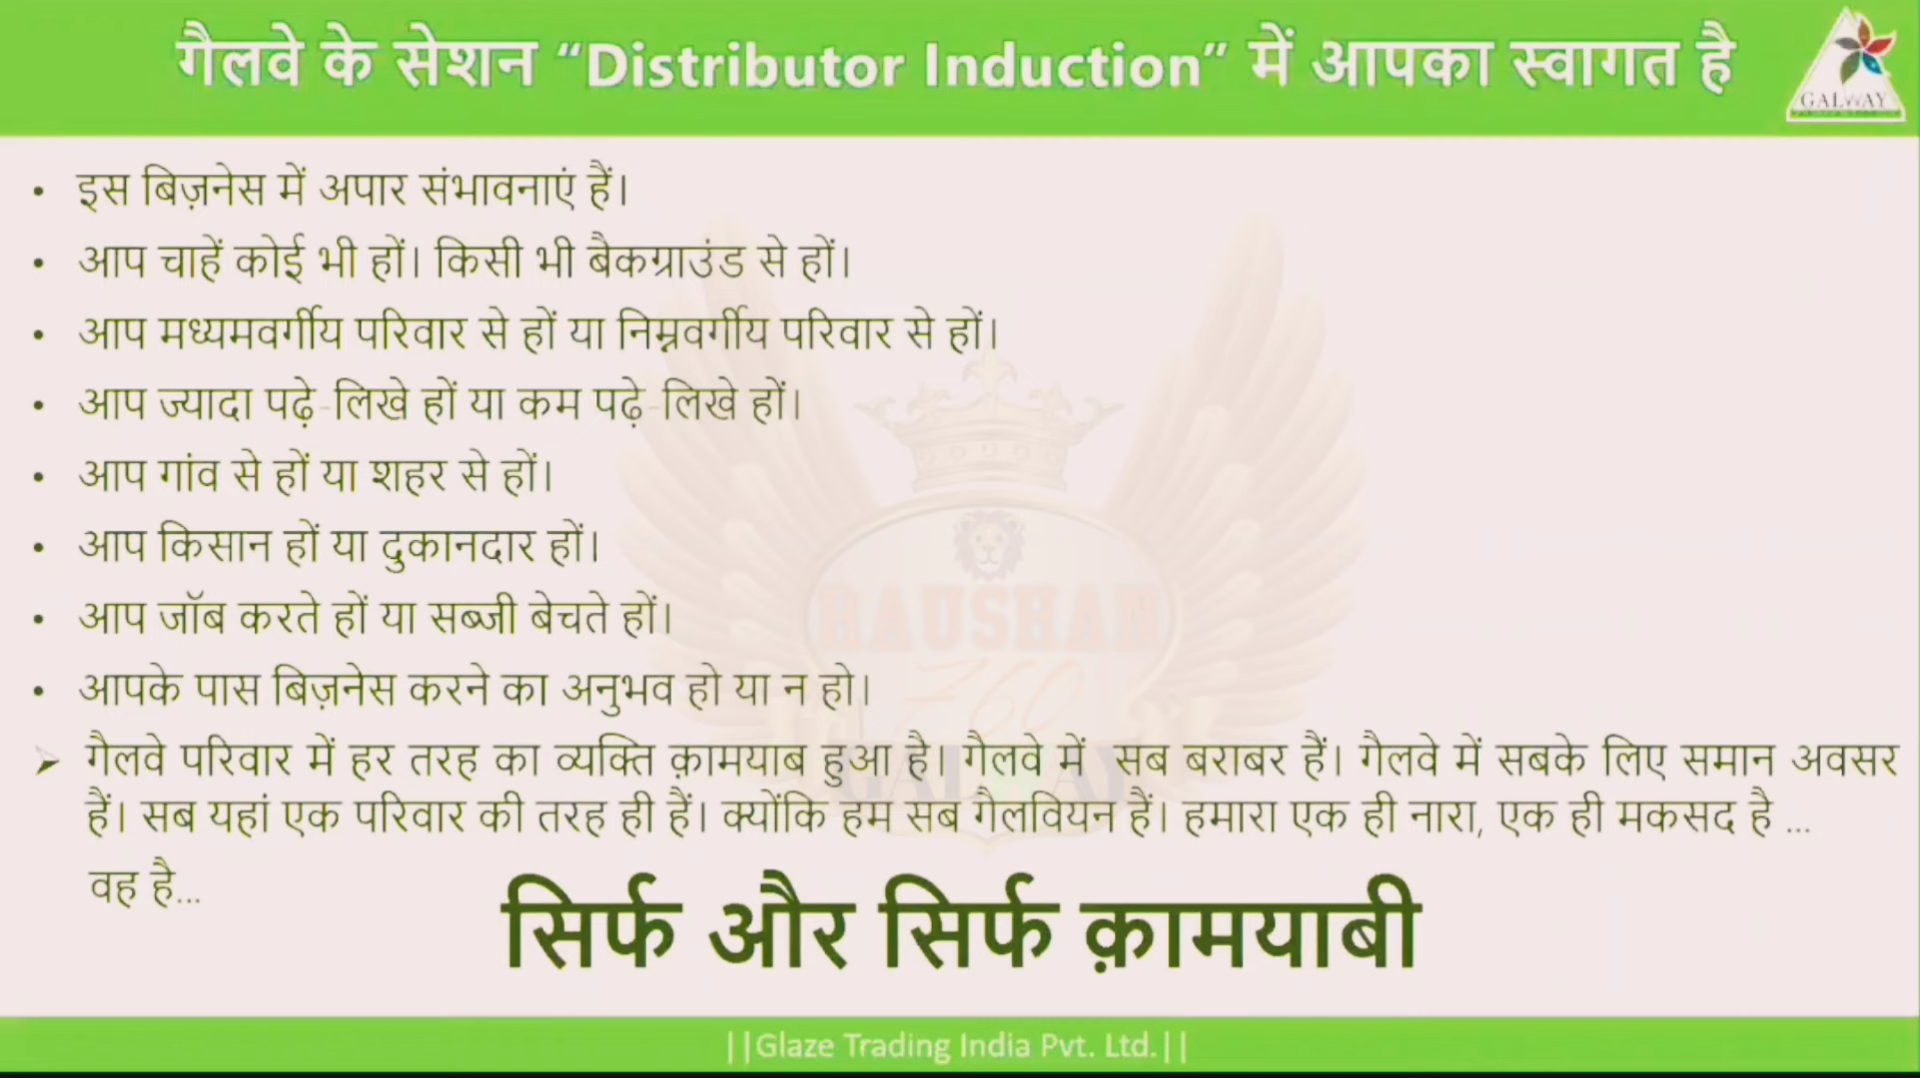 गैलवे के सेशन “Distributor Induction” में आपका स्वागत है
GALWAY
• इस बिज़नेस में अपार संभावनाएं हैं।
• आप चाहें कोई भी हों। किसी भी बैकग्राउंड से हों।
• आप मध्यमवर्गीय परिवार से हों या निम्नवर्गीय परिवार से हों।
• आप ज्यादा पढ़े-लिखे हों या कम पढ़े-लिखे हों।
• आप गांव से हों या शहर से हों।
• आप किसान हों या दुकानदार हों।
• आप जॉब करते हों या सब्जी बेचते हों।
• आपके पास बिज़नेस करने का अनुभव हो या न हो।
RAUSHAN
760
GALWAY
➤ गैलवे परिवार में हर तरह का व्यक्ति क़ामयाब हुआ है। गैलवे में सब बराबर हैं। गैलवे में सबके लिए समान अवसर
हैं। सब यहां एक परिवार की तरह ही हैं। क्योंकि हम सब गैलवियन हैं। हमारा एक ही नारा, एक ही मकसद है ...
वह है...
सिर्फ और सिर्फ क़ामयाबी
||Glaze Trading India Pvt. Ltd.||